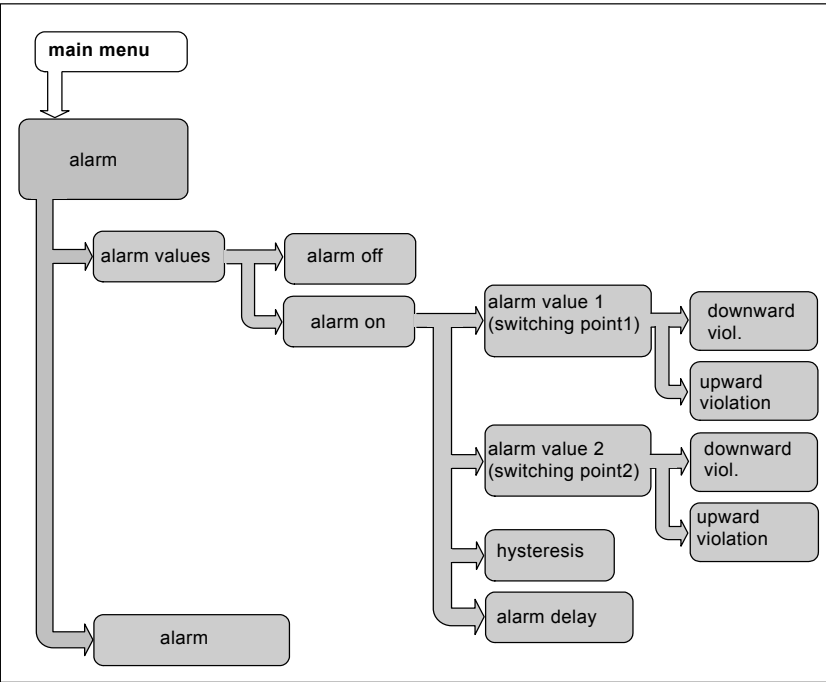 main menu
alarm
alarm values
alarm off
alarm on
alarm value 1
(switching point1)
downward
viol.
upward
violation
alarm value 2
(switching point2)
downward
viol.
upward
violation
hysteresis
alarm delay
alarm